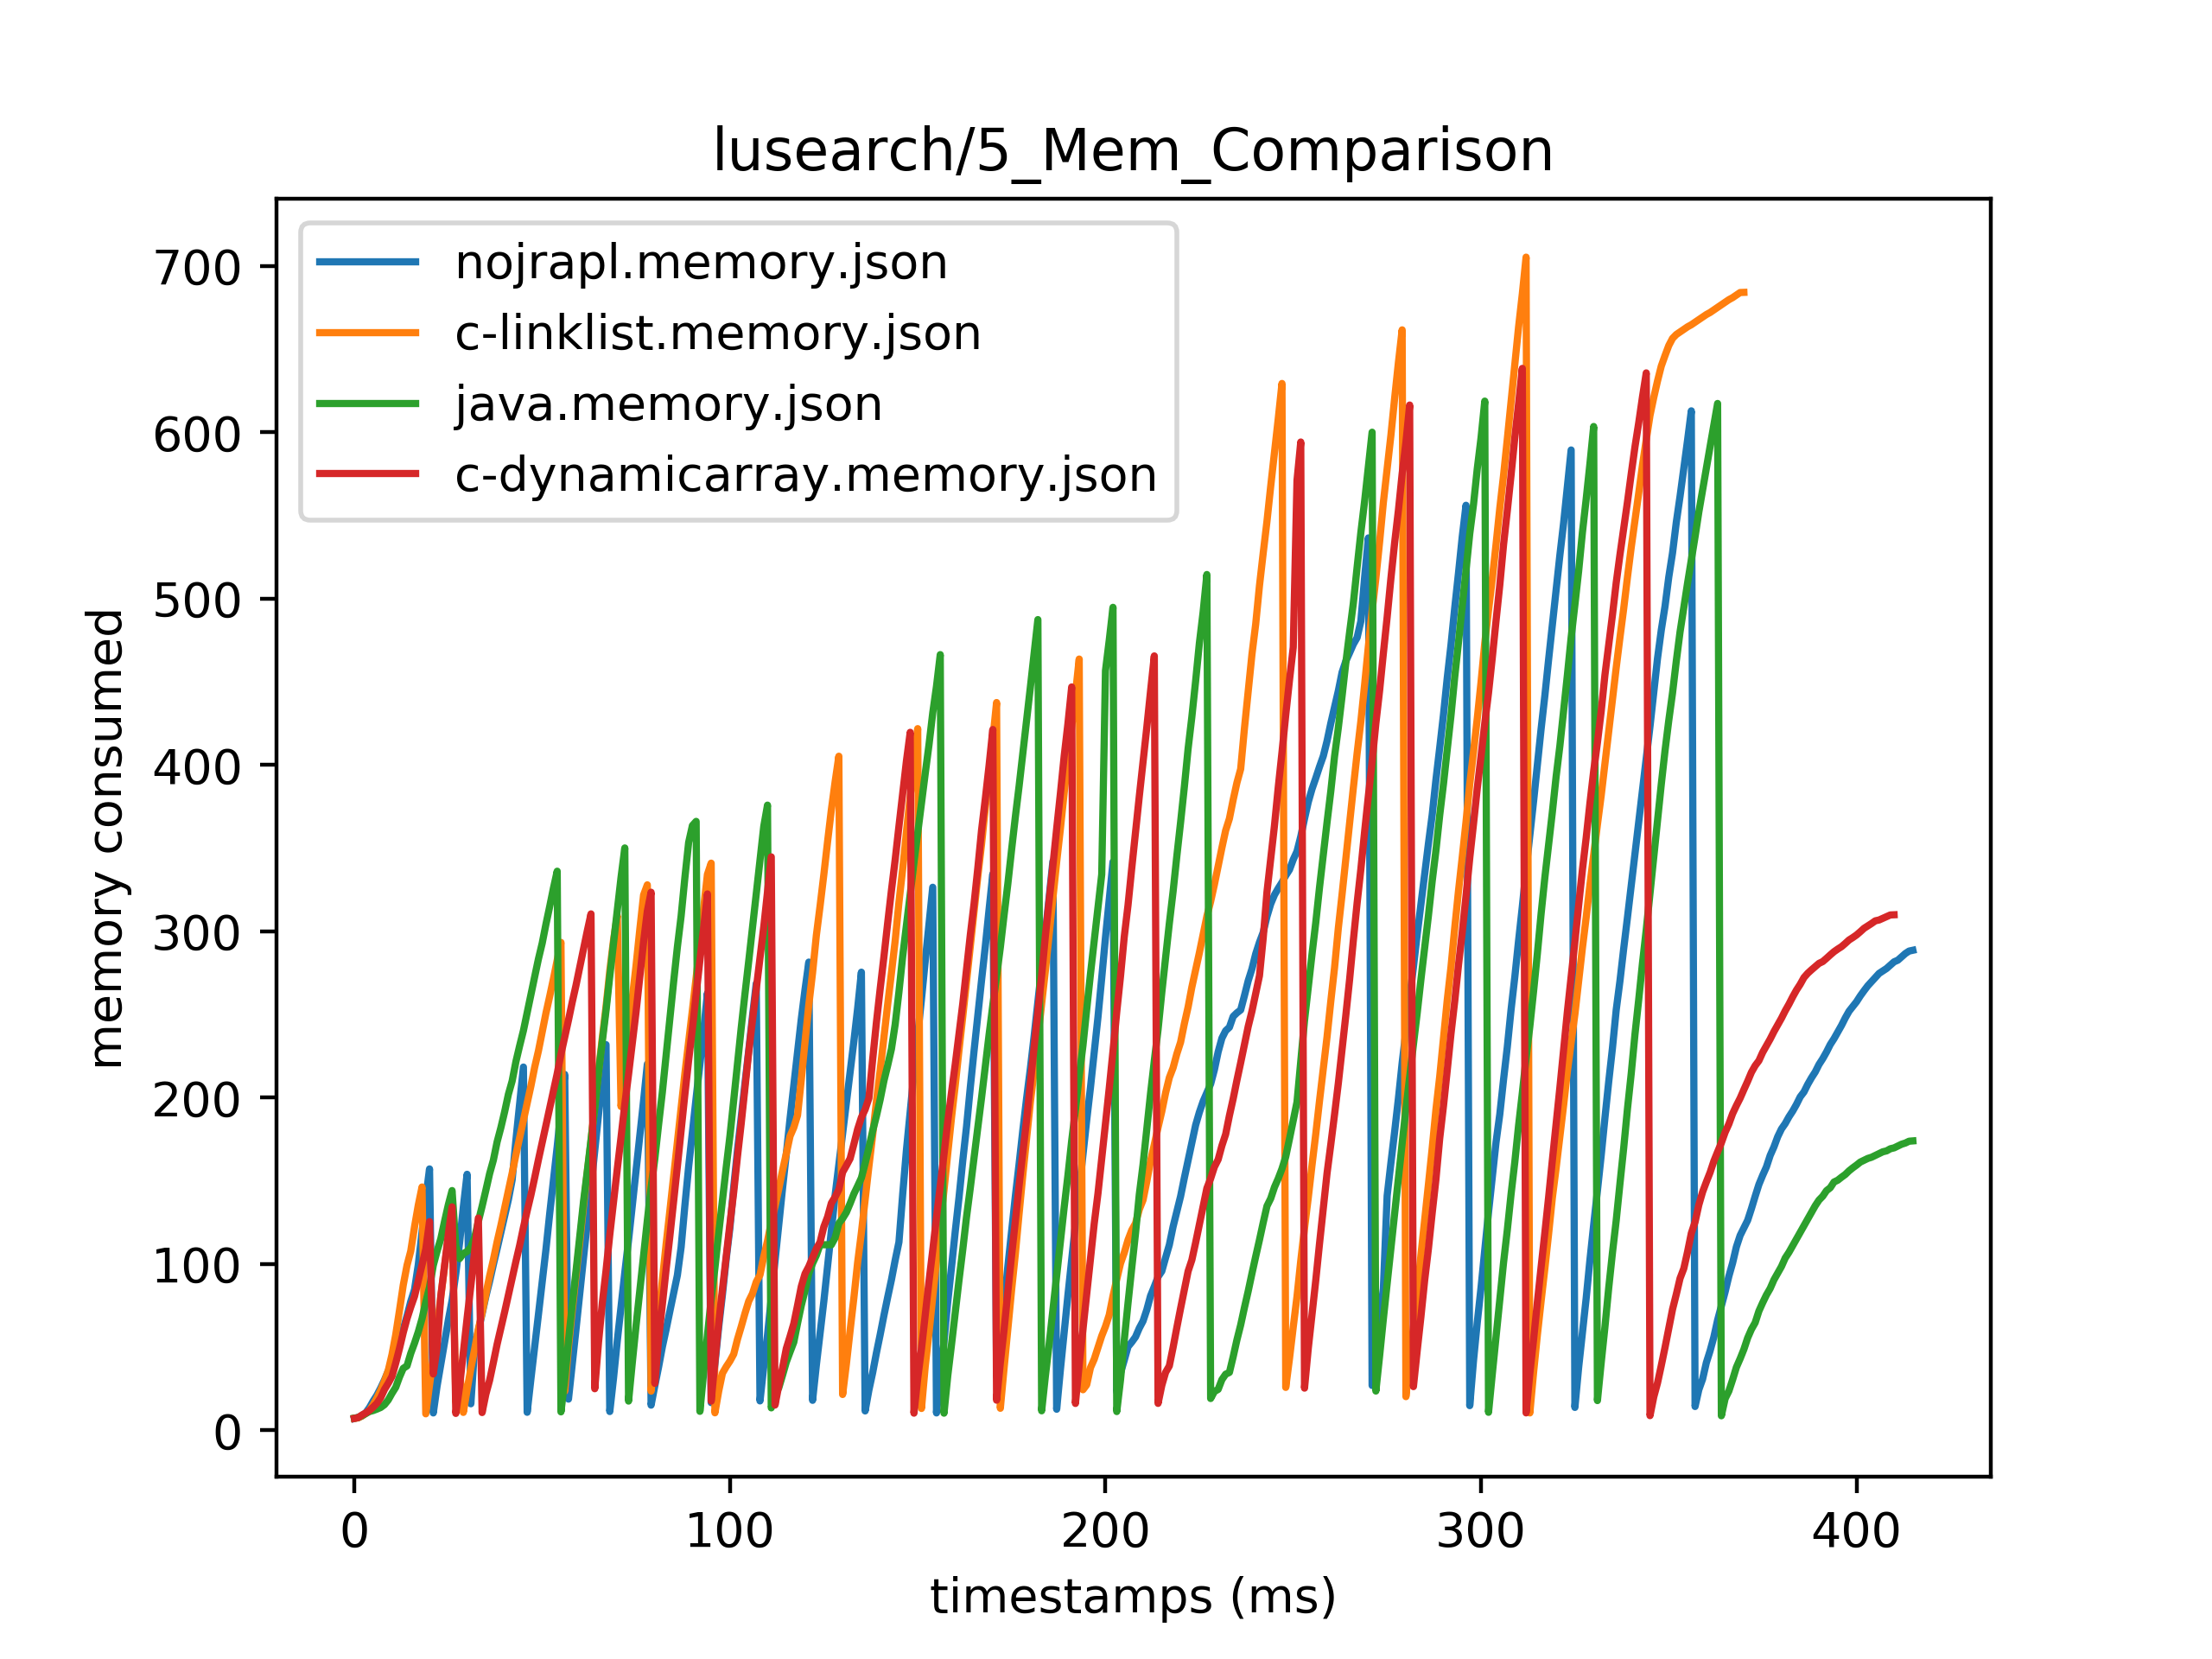 lusearch/5_Mem_Comparison
nojrapl.memory.json
c-linklist.memory.json
java.memory.json
c-dynamicarray.memory.json
memory consumed
700
600
500
400
300
200
100
0
0 100 200 300 400
timestamps (ms)